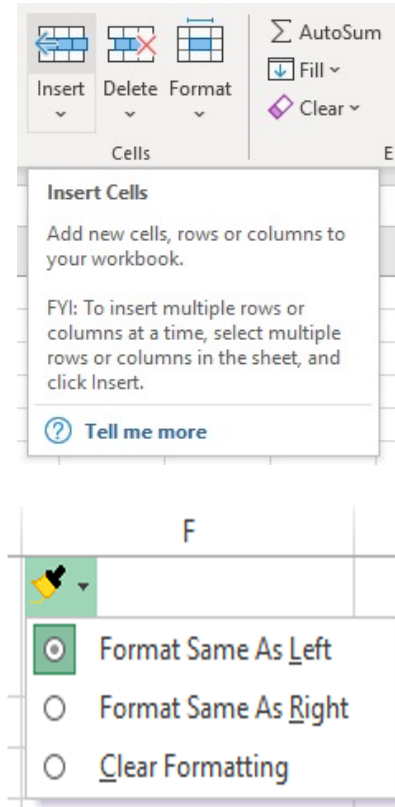 AutoSum
Insert Delete Format
Fill
Clear
Cells
E
Insert Cells
Add new cells, rows or columns to
your workbook.
FYI: To insert multiple rows or
columns at a time, select multiple
rows or columns in the sheet, and
click Insert.
Tell me more
F
Format Same As Left
Format Same As Right
Clear Formatting